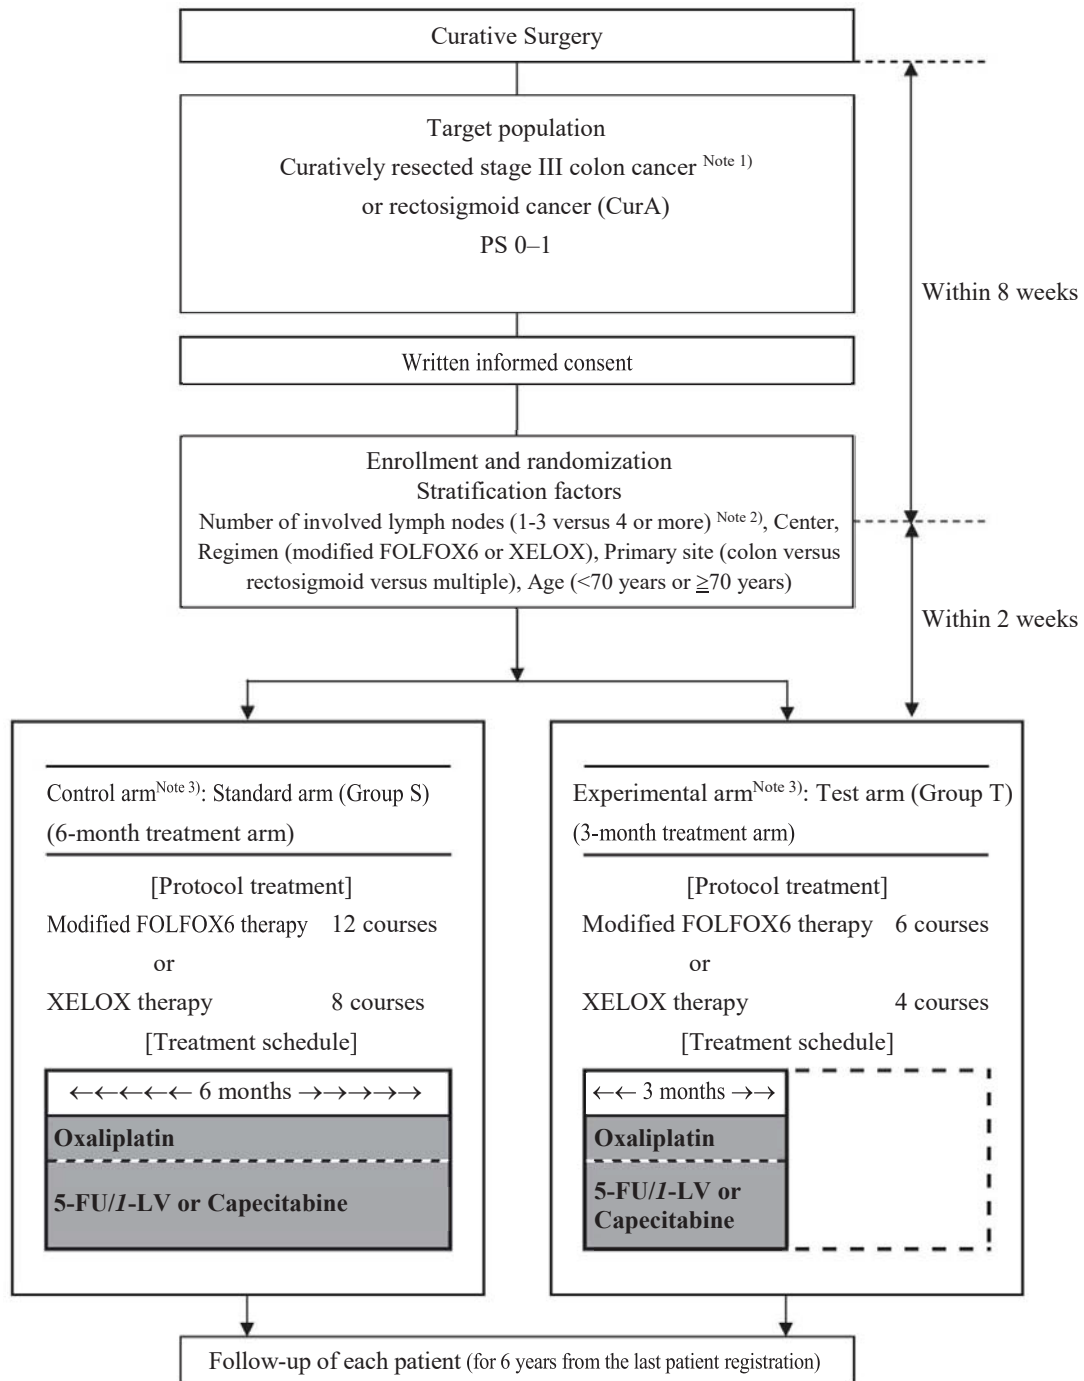 Curative Surgery
Target population
Curatively resected stage III colon cancer Note 1)
or rectosigmoid cancer (CurA)
PS 0–1
Within 8 weeks
Written informed consent
Enrollment and randomization
Stratification factors
Number of involved lymph nodes (1-3 versus 4 or more) Note 2), Center,
Regimen (modified FOLFOX6 or XELOX), Primary site (colon versus
rectosigmoid versus multiple), Age (<70 years or ≥70 years)
Within 2 weeks
Control arm Note 3): Standard arm (Group S)
(6-month treatment arm)
[Protocol treatment]
Modified FOLFOX6 therapy 12 courses
or
XELOX therapy 8 courses
[Treatment schedule]
←←←←←← 6 months →→→→→→
Oxaliplatin
5-FU/1-LV or Capecitabine
Experimental arm Note 3): Test arm (Group T)
(3-month treatment arm)
[Protocol treatment]
Modified FOLFOX6 therapy 6 courses
or
XELOX therapy 4 courses
[Treatment schedule]
←← 3 months →→
Oxaliplatin
5-FU/1-LV or
Capecitabine
Follow-up of each patient (for 6 years from the last patient registration)